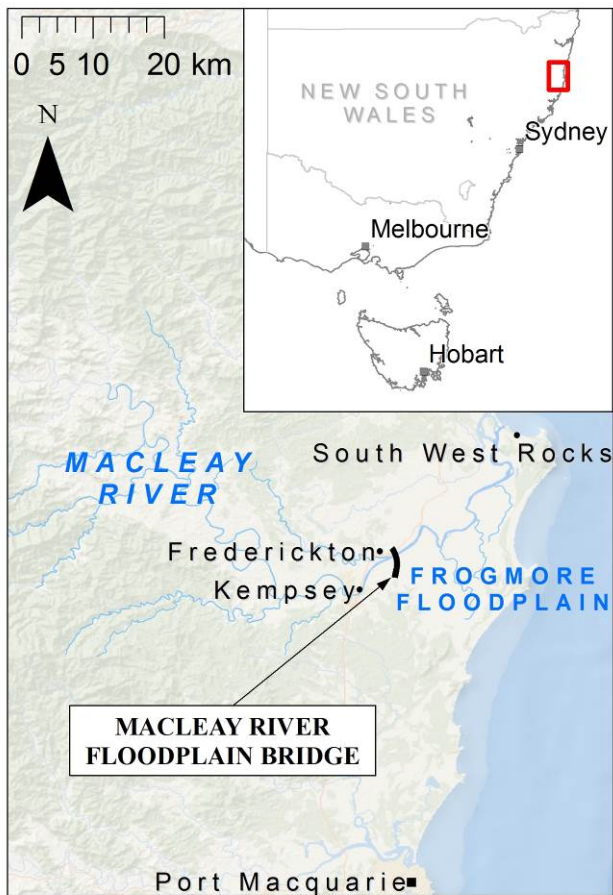 0 5 10 20 km
N
NEW SOUTH
WALES
Sydney
Melbourne
Hobart
South West Rocks
MACLEAY
RIVER
Frederickton
Kempsey
FROGMORE
FLOODPLAIN
MACLEAY RIVER
FLOODPLAIN BRIDGE
Port Macquarie